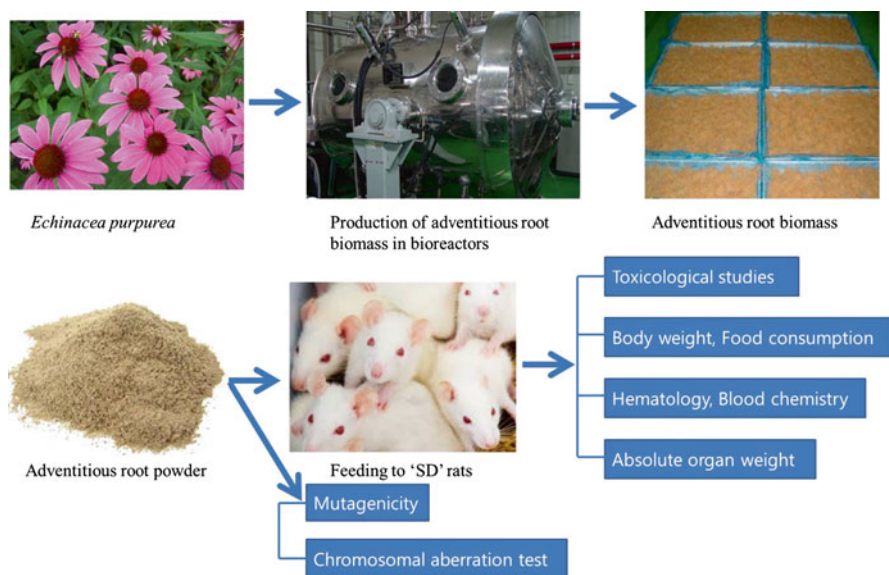 Echinacea purpurea
Production of adventitious root
biomass in bioreactors
Adventitious root biomass
Toxicological studies
Body weight, Food consumption
Hematology, Blood chemistry
Absolute organ weight
Adventitious root powder
Feeding to ‘SD’ rats
Mutagenicity
Chromosomal aberration test